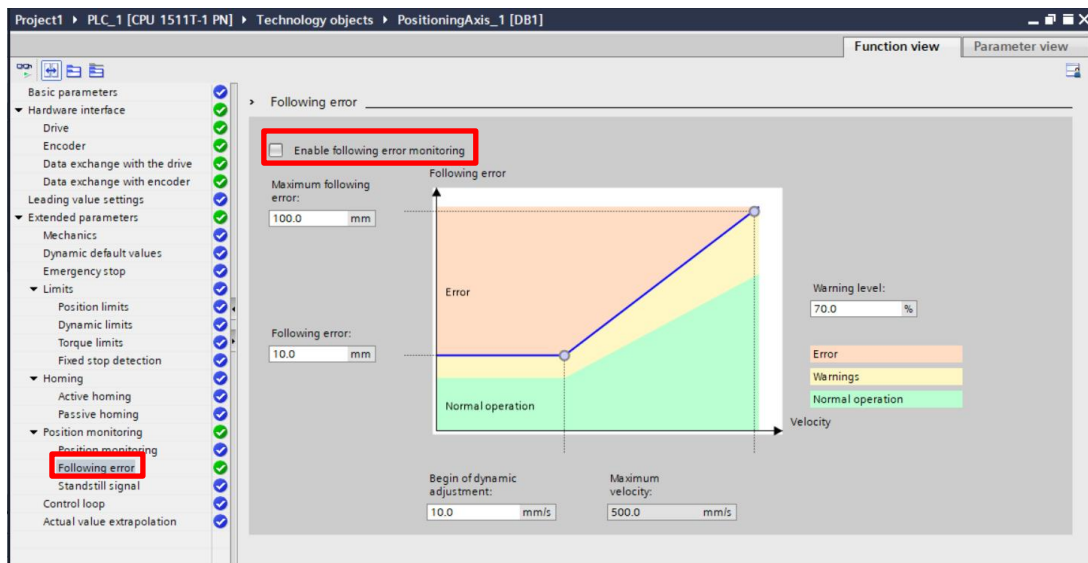 Project1 ▸ PLC_1 [CPU 1511T-1 PN] ▸ Technology objects ▸ PositioningAxis_1 [DB1]
Function view
Parameter view
Basic parameters
Hardware interface
Drive
Encoder
Data exchange with the drive
Data exchange with encoder
Leading value settings
Extended parameters
Mechanics
Dynamic default values
Emergency stop
Limits
Position limits
Dynamic limits
Torque limits
Fixed stop detection
Homing
Active homing
Passive homing
Position monitoring
Position monitoring
Following error
Standstill signal
Control loop
Actual value extrapolation
Following error
Enable following error monitoring
Maximum following
error:
100.0 mm
Following error:
10.0 mm
Following error
Error
Normal operation
Velocity
Begin of dynamic
adjustment:
10.0 mm/s
Maximum
velocity:
500.0 mm/s
Warning level:
70.0 %
Error
Warnings
Normal operation